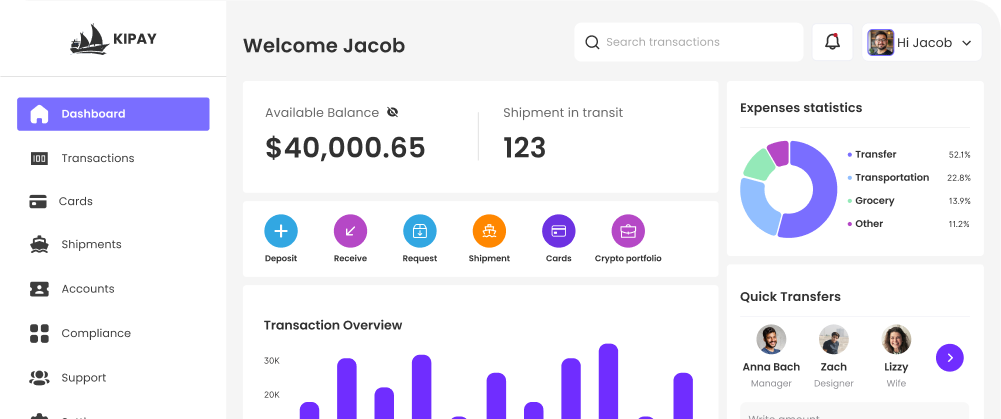 KIPAY
Welcome Jacob
Search transactions
Hi Jacob
Dashboard
Transactions
Cards
Shipments
Accounts
Compliance
Support
Available Balance
$40,000.65
Shipment in transit
123
Deposit
Receive
Request
Shipment
Cards
Crypto portfolio
Transaction Overview
30K
20K
Expenses statistics
Transfer 52.1%
Transportation 22.8%
Grocery 13.9%
Other 11.2%
Quick Transfers
Anna Bach
Manager
Zach
Designer
Lizzy
Wife
Write amount